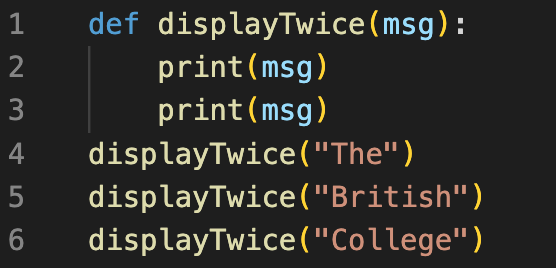 1 def displayTwice(msg):
2 print(msg)
3 print(msg)
4 displayTwice("The")
5 displayTwice("British")
6 displayTwice("College")